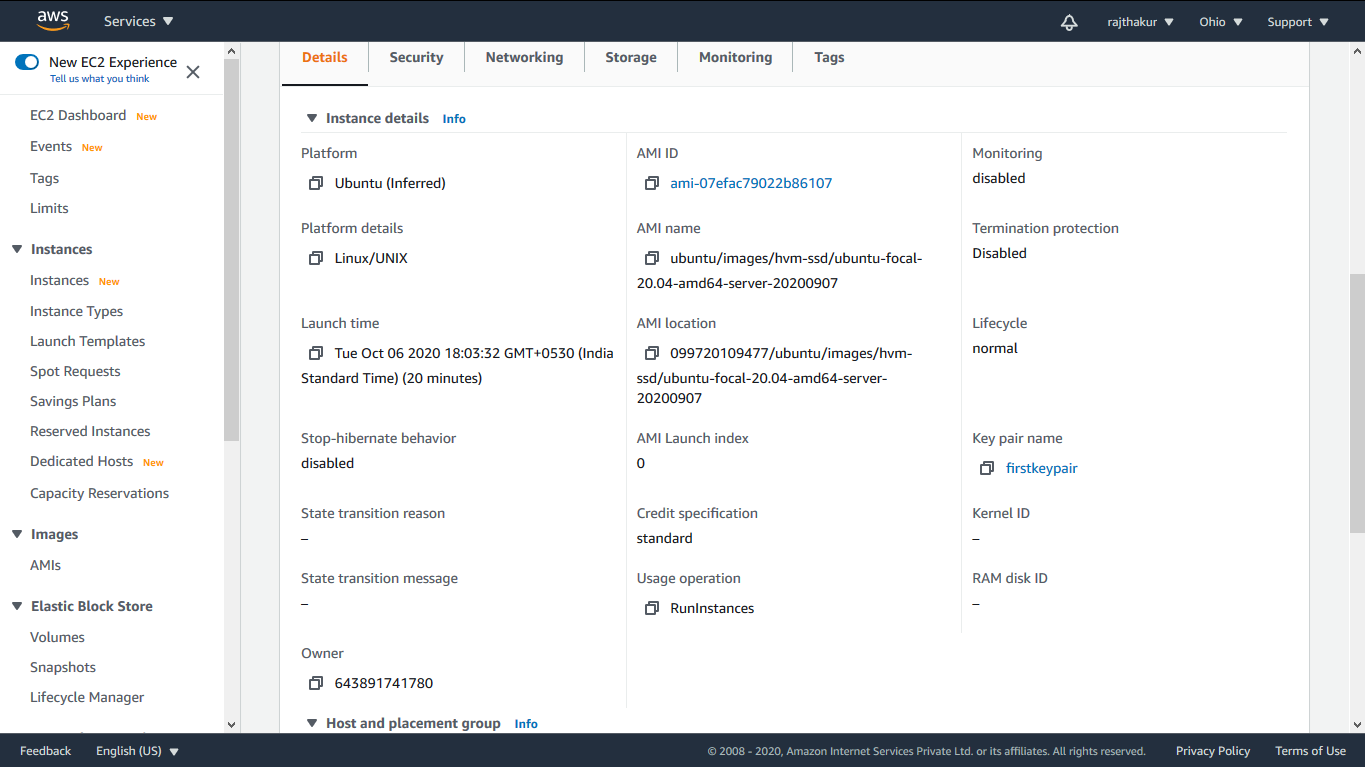 aws
Services
rajthakur
Ohio
Support
New EC2 Experience
Tell us what you think
EC2 Dashboard New
Events New
Tags
Limits
Instances
Instances New
Instance Types
Launch Templates
Spot Requests
Savings Plans
Reserved Instances
Dedicated Hosts New
Capacity Reservations
Images
AMIs
Elastic Block Store
Volumes
Snapshots
Lifecycle Manager
Details
Security
Networking
Storage
Monitoring
Tags
Instance details Info
Platform
Ubuntu (Inferred)
AMI ID
ami-07efac79022b86107
Monitoring
disabled
Platform details
Linux/UNIX
AMI name
ubuntu/images/hvm-ssd/ubuntu-focal-
20.04-amd64-server-20200907
Termination protection
Disabled
Launch time
Tue Oct 06 2020 18:03:32 GMT+0530 (India
Standard Time) (20 minutes)
AMI location
099720109477/ubuntu/images/hvm-
ssd/ubuntu-focal-20.04-amd64-server-
20200907
Lifecycle
normal
Stop-hibernate behavior
disabled
AMI Launch index
0
Key pair name
firstkeypair
State transition reason
–
Credit specification
standard
Kernel ID
–
State transition message
–
Usage operation
RunInstances
RAM disk ID
–
Owner
643891741780
Host and placement group Info
Feedback
English (US)
© 2008 - 2020, Amazon Internet Services Private Ltd. or its affiliates. All rights reserved.
Privacy Policy
Terms of Use